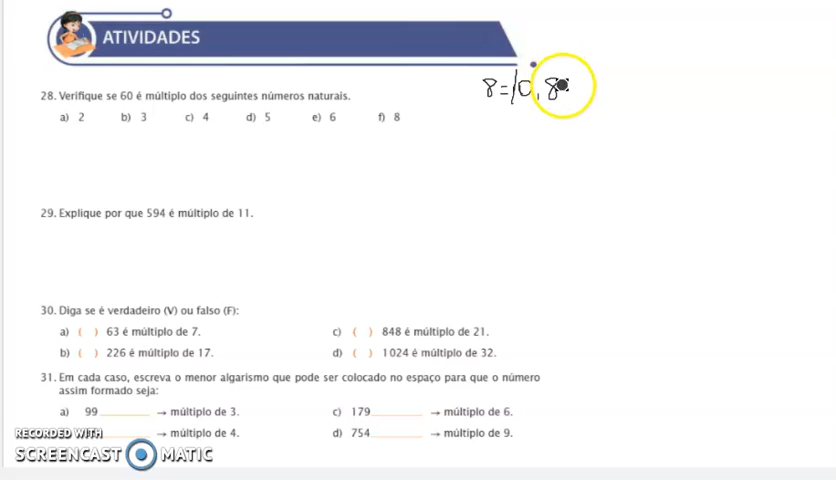 ATIVIDADES
8=10,8
28. Verifique se 60 é múltiplo dos seguintes números naturais.
a) 2 b) 3 c) 4 d) 5 e) 6 f) 8
29. Explique por que 594 é múltiplo de 11.
30. Diga se é verdadeiro (V) ou falso (F):
a) ( ) 63 é múltiplo de 7. c) ( ) 848 é múltiplo de 21.
b) ( ) 226 é múltiplo de 17. d) ( ) 1 024 é múltiplo de 32.
31. Em cada caso, escreva o menor algarismo que pode ser colocado no espaço para que o número
assim formado seja:
a) 99______ → múltiplo de 3. c) 179______ → múltiplo de 6.
______ → múltiplo de 4. d) 754______ → múltiplo de 9.
RECORDED WITH
SCREENCAST MATIC